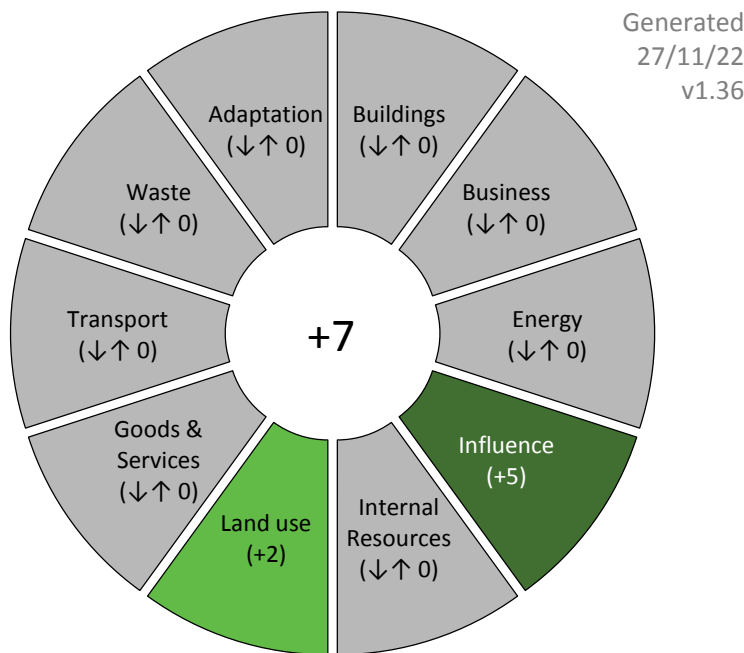 Generated
27/11/22
v1.36
Adaptation
(↓↑ 0)
Buildings
(↓↑ 0)
Waste
(↓↑ 0)
Business
(↓↑ 0)
Transport
(↓↑ 0)
+7
Energy
(↓↑ 0)
Goods &
Services
(↓↑ 0)
Influence
(+5)
Land use
(+2)
Internal
Resources
(↓↑ 0)